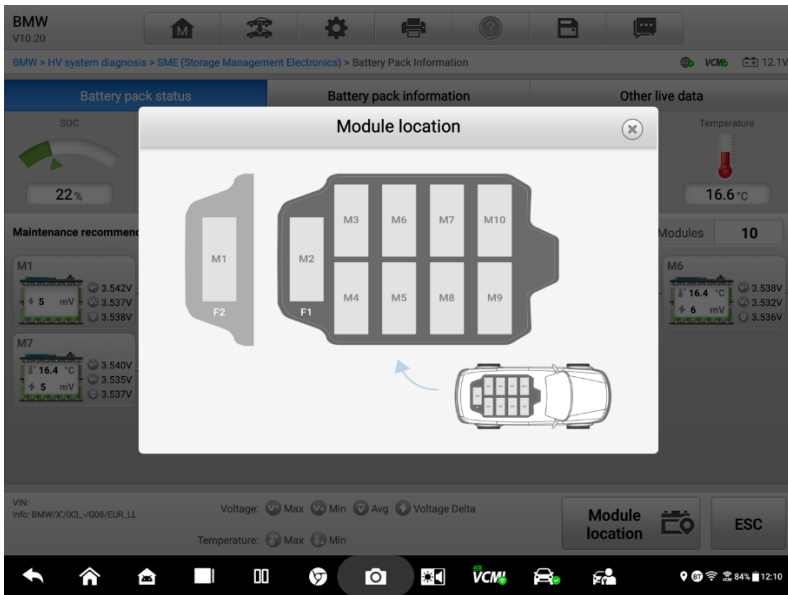 BMW
V10.20
M
BMW > HV system diagnosis > SME (Storage Management Electronics) > Battery Pack Information
VCMI
12.1V
Battery pack status
Battery pack information
Other live data
SOC
Module location
Temperature
22 %
16.6 °C
Maintenance recommen
Modules
10
M1
M2
M3
M6
M7
M10
M4
M5
M8
M9
F2
F1
M1
3.542V
5 mV
3.537V
3.538V
M6
16.4 °C
3.538V
6 mV
3.532V
3.536V
M7
16.4 °C
3.540V
5 mV
3.535V
3.537V
VIN:
Info: BMW/X'/iX3_-/G08/EUR_LL
Voltage: Max Min Avg Voltage Delta
Temperature: Max Min
Module
location
ESC
VCMI
BT
84%
12:10